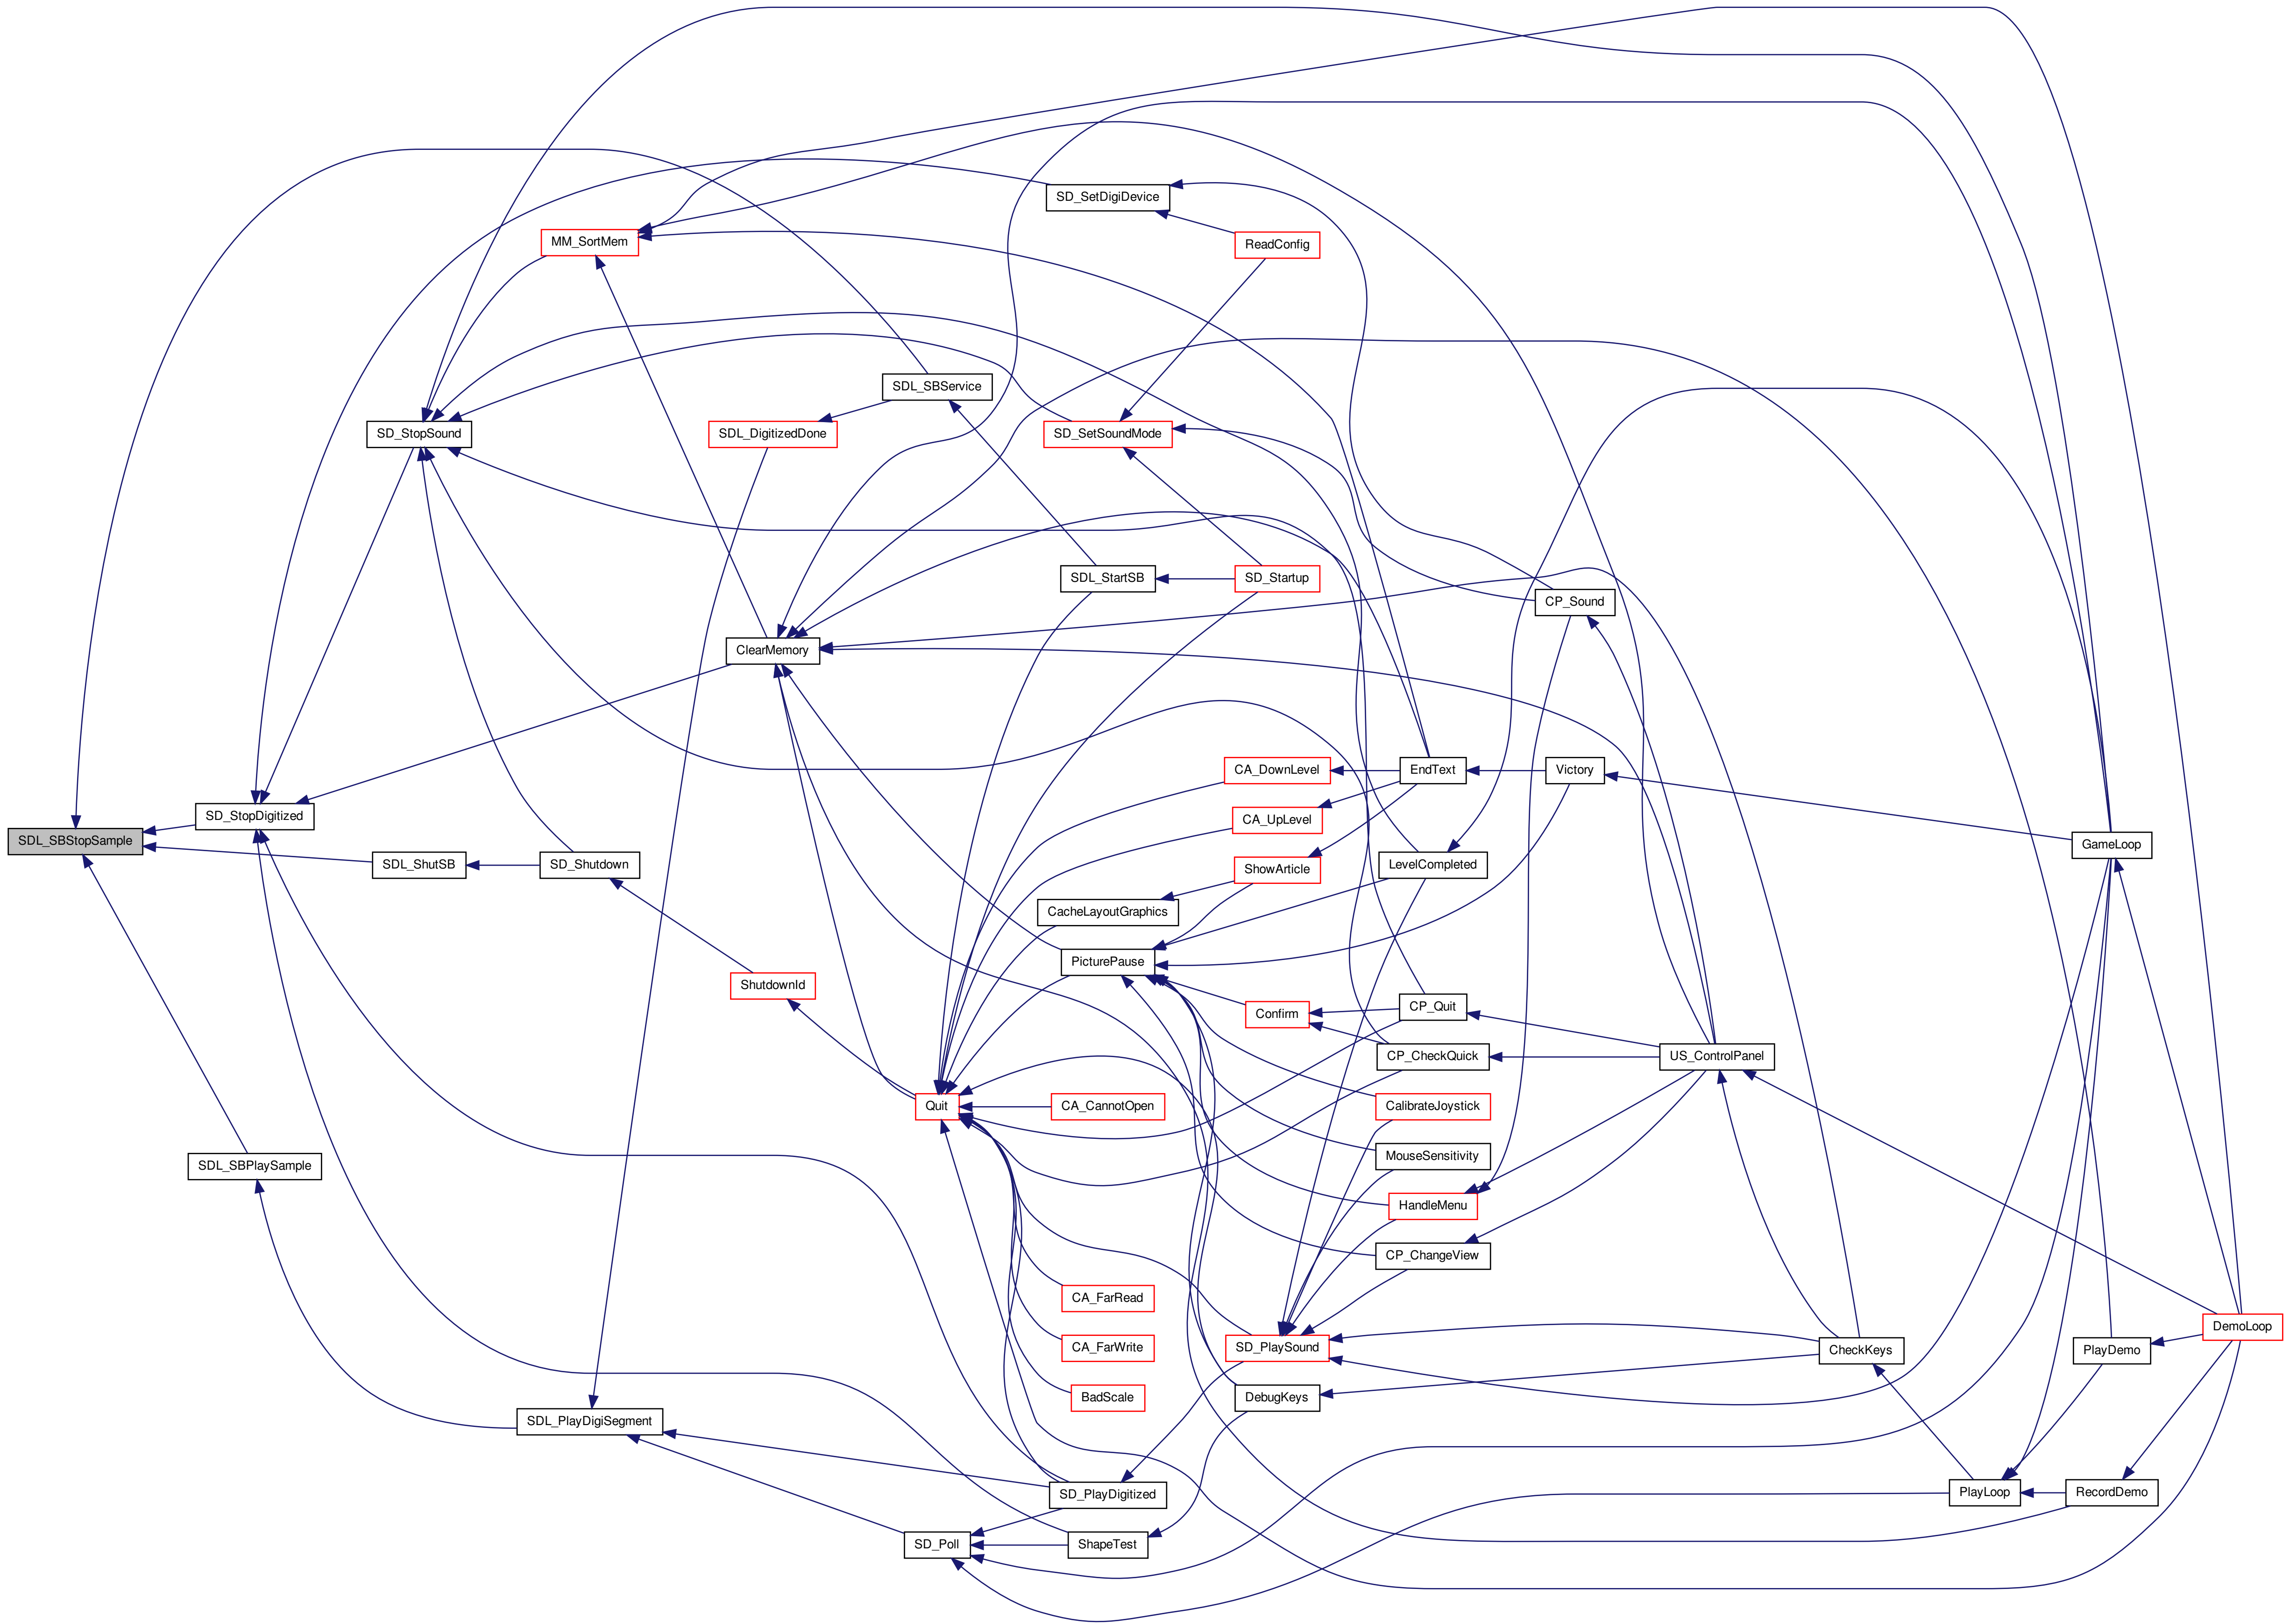 SD_SetDigiDevice
MM_SortMem
ReadConfig
SDL_SBService
SD_StopSound
SDL_DigitizedDone
SD_SetSoundMode
SDL_StartSB
SD_Startup
CP_Sound
ClearMemory
CA_DownLevel
EndText
Victory
SD_StopDigitized
CA_UpLevel
SDL_SBStopSample
GameLoop
SDL_ShutSB
SD_Shutdown
ShowArticle
LevelCompleted
CacheLayoutGraphics
PicturePause
ShutdownId
Confirm
CP_Quit
CP_CheckQuick
US_ControlPanel
Quit
CA_CannotOpen
CalibrateJoystick
MouseSensitivity
SDL_SBPlaySample
HandleMenu
CP_ChangeView
CA_FarRead
DemoLoop
CA_FarWrite
SD_PlaySound
CheckKeys
PlayDemo
BadScale
DebugKeys
SDL_PlayDigiSegment
SD_PlayDigitized
PlayLoop
RecordDemo
SD_Poll
ShapeTest